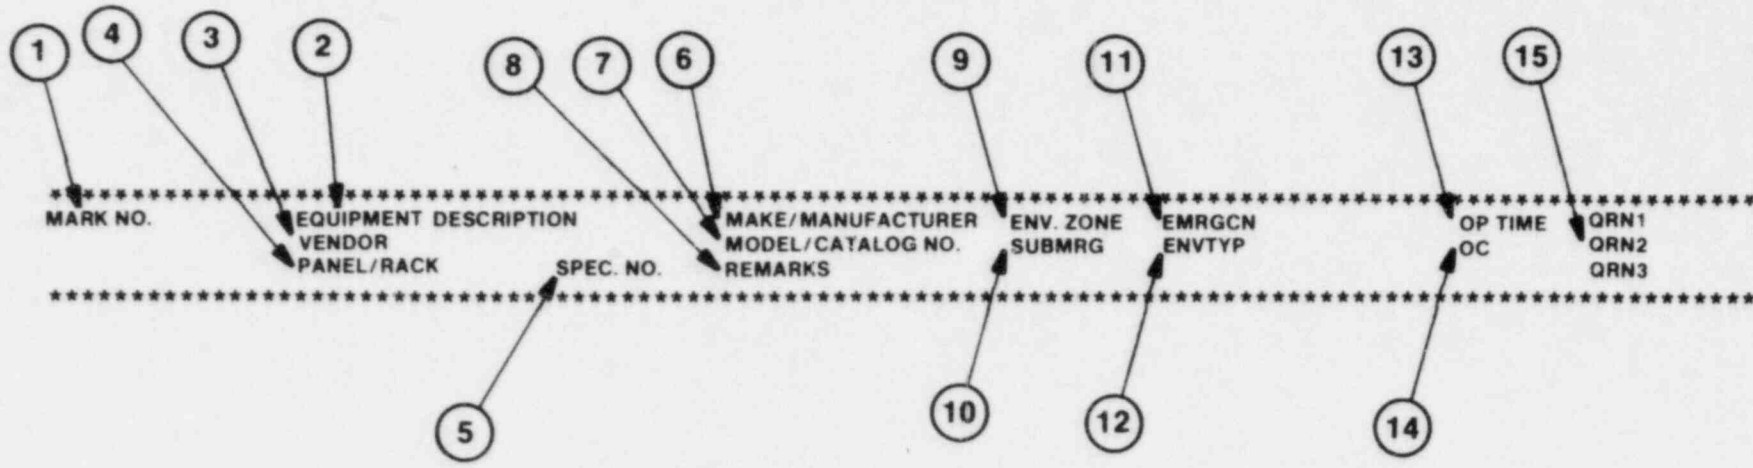 1 4 3 2 8 7 6 9 11 13 15
************************************************************************************************************
MARK NO. EQUIPMENT DESCRIPTION MAKE/MANUFACTURER ENV. ZONE EMRGCN OP TIME QRN1
VENDOR MODEL/CATALOG NO. SUBMRG ENVTYP OC QRN2
PANEL/RACK SPEC. NO. REMARKS QRN3
************************************************************************************************************
5 10 12 14